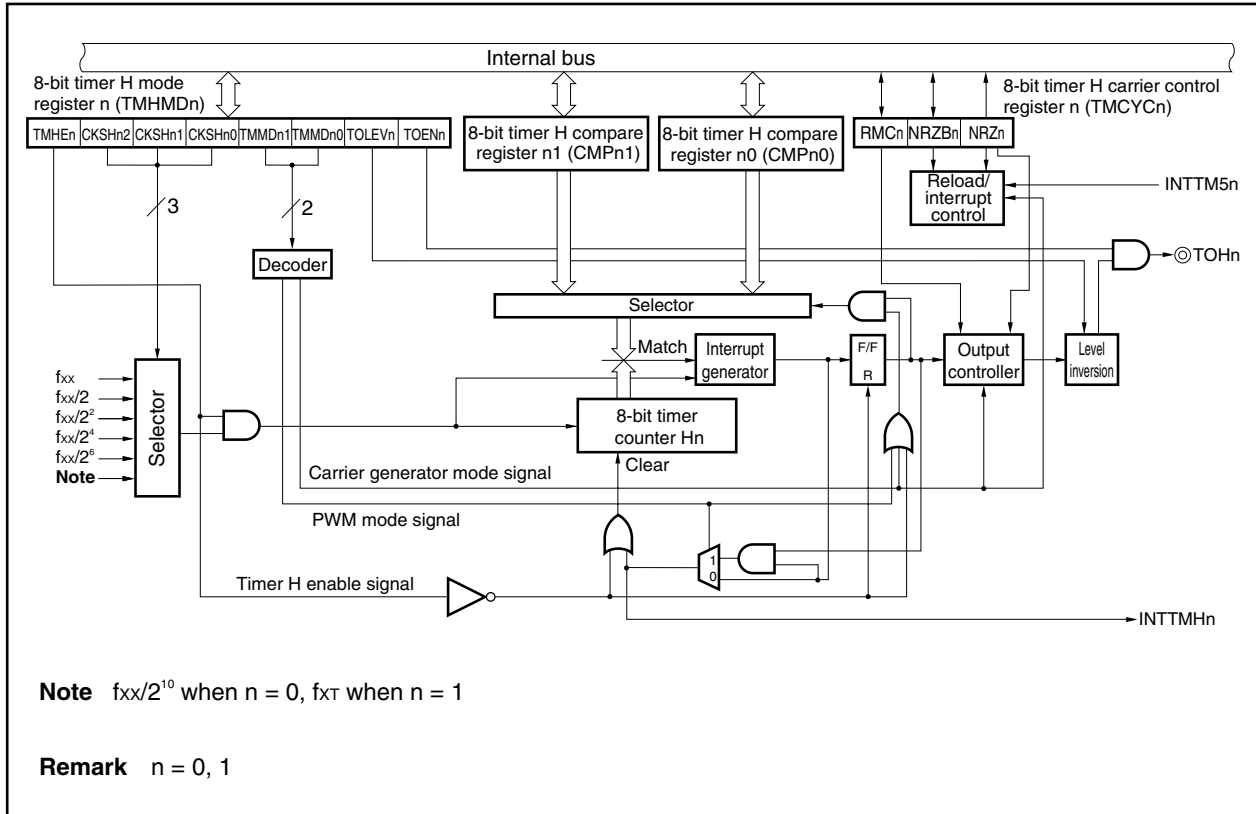 Internal bus
8-bit timer H mode
register n (TMHMDn)
8-bit timer H carrier control
register n (TMCYCn)
TMHEn CKSHn2 CKSHn1 CKSHn0 TMMDn1 TMMDn0 TOLEVn TOENn
8-bit timer H compare
register n1 (CMPn1)
8-bit timer H compare
register n0 (CMPn0)
RMCn NRZBn NRZn
Reload/
interrupt
control
INTTM5n
3
2
Decoder
TOHn
Selector
Match
Interrupt
generator
F/F
R
Output
controller
Level
inversion
fxx
fxx/2
fxx/2²
fxx/2⁴
fxx/2⁶
Note
Selector
8-bit timer
counter Hn
Clear
Carrier generator mode signal
PWM mode signal
1
0
Timer H enable signal
INTTMHn
Note fxx/2¹⁰ when n = 0, fxT when n = 1
Remark n = 0, 1